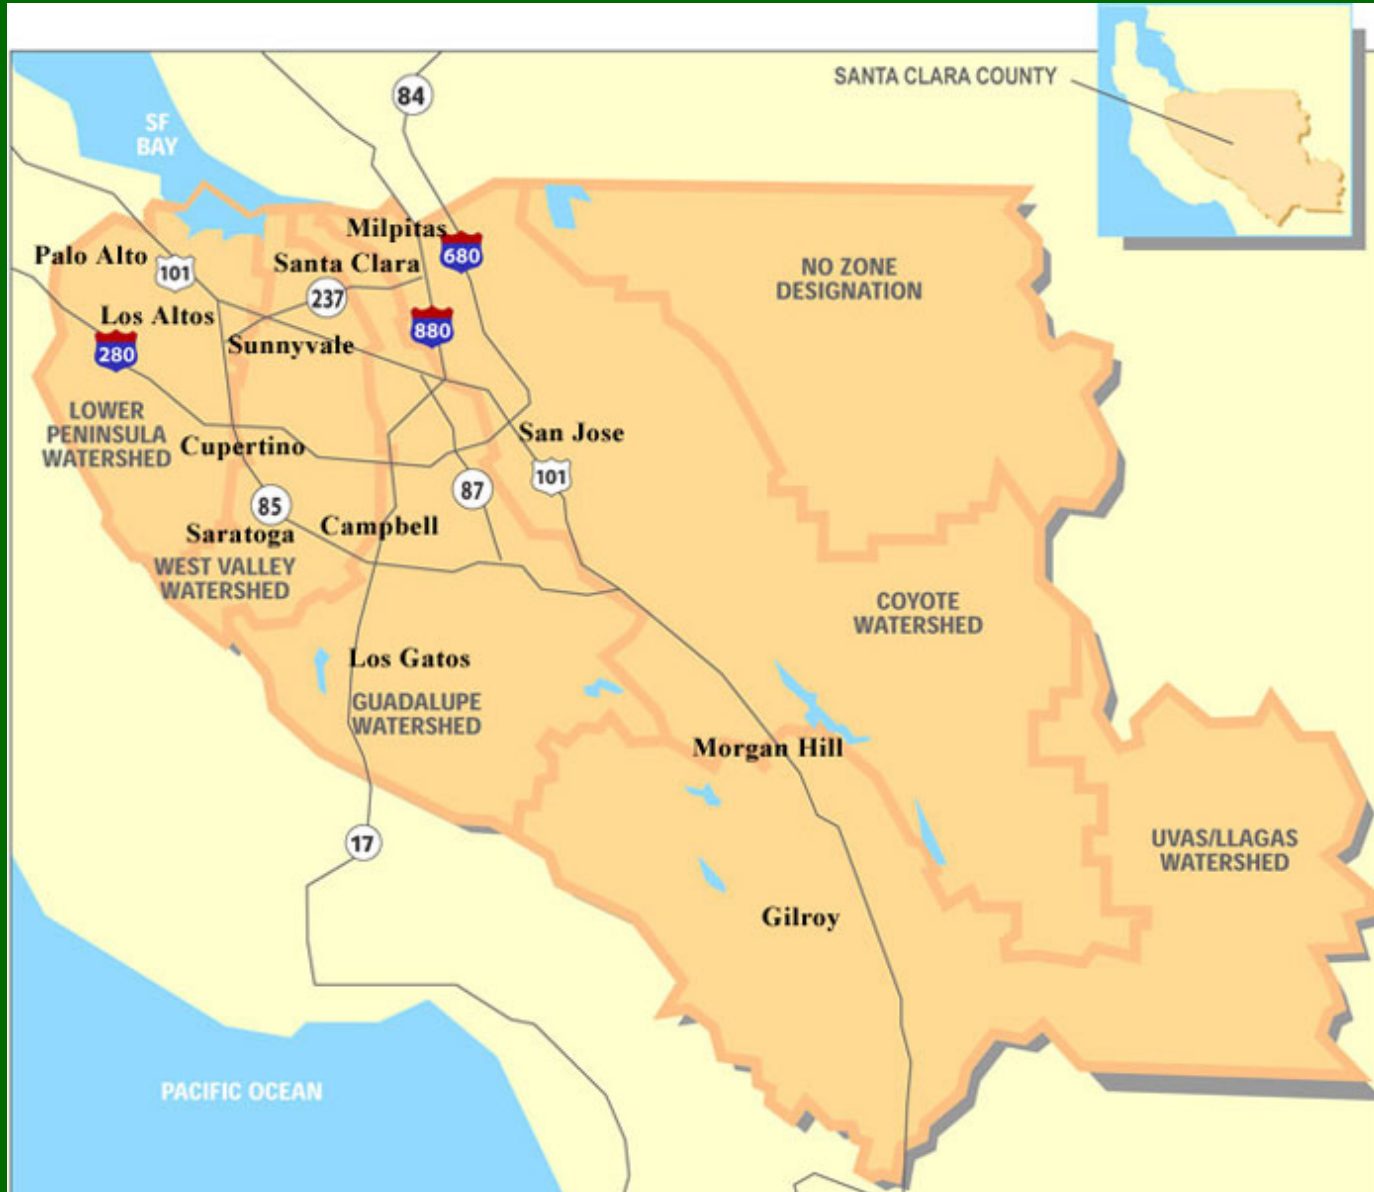 SANTA CLARA COUNTY
84
SF
BAY
Milpitas
Palo Alto
680
Santa Clara
101
NO ZONE
DESIGNATION
237
Los Altos
880
Sunnyvale
280
LOWER
PENINSULA
WATERSHED
San Jose
Cupertino
101
87
85
Campbell
Saratoga
WEST VALLEY
WATERSHED
COYOTE
WATERSHED
Los Gatos
GUADALUPE
WATERSHED
Morgan Hill
17
UVAS/LLAGAS
WATERSHED
Gilroy
PACIFIC OCEAN